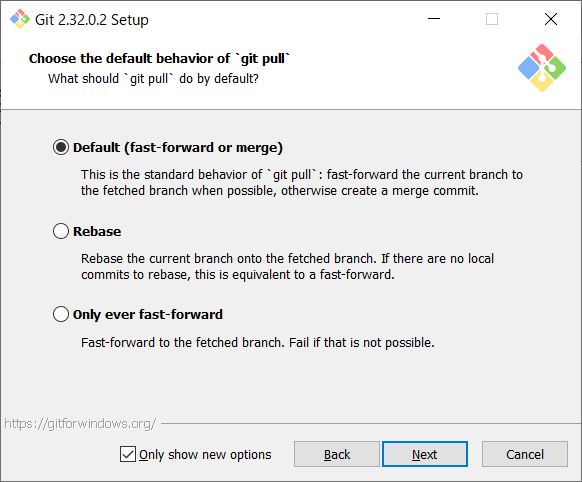 Git 2.32.0.2 Setup
Choose the default behavior of `git pull`
What should `git pull` do by default?
Default (fast-forward or merge)
This is the standard behavior of `git pull`: fast-forward the current branch to
the fetched branch when possible, otherwise create a merge commit.
Rebase
Rebase the current branch onto the fetched branch. If there are no local
commits to rebase, this is equivalent to a fast-forward.
Only ever fast-forward
Fast-forward to the fetched branch. Fail if that is not possible.
https://gitforwindows.org/
Only show new options
Back
Next
Cancel